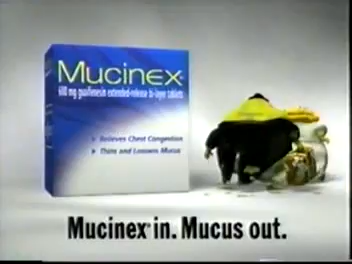 Mucinex®
600 mg guaifenesin extended-release bi-layer tablets
▸ Relieves Chest Congestion
▸ Thins and Loosens Mucus
Mucinex® in. Mucus out.